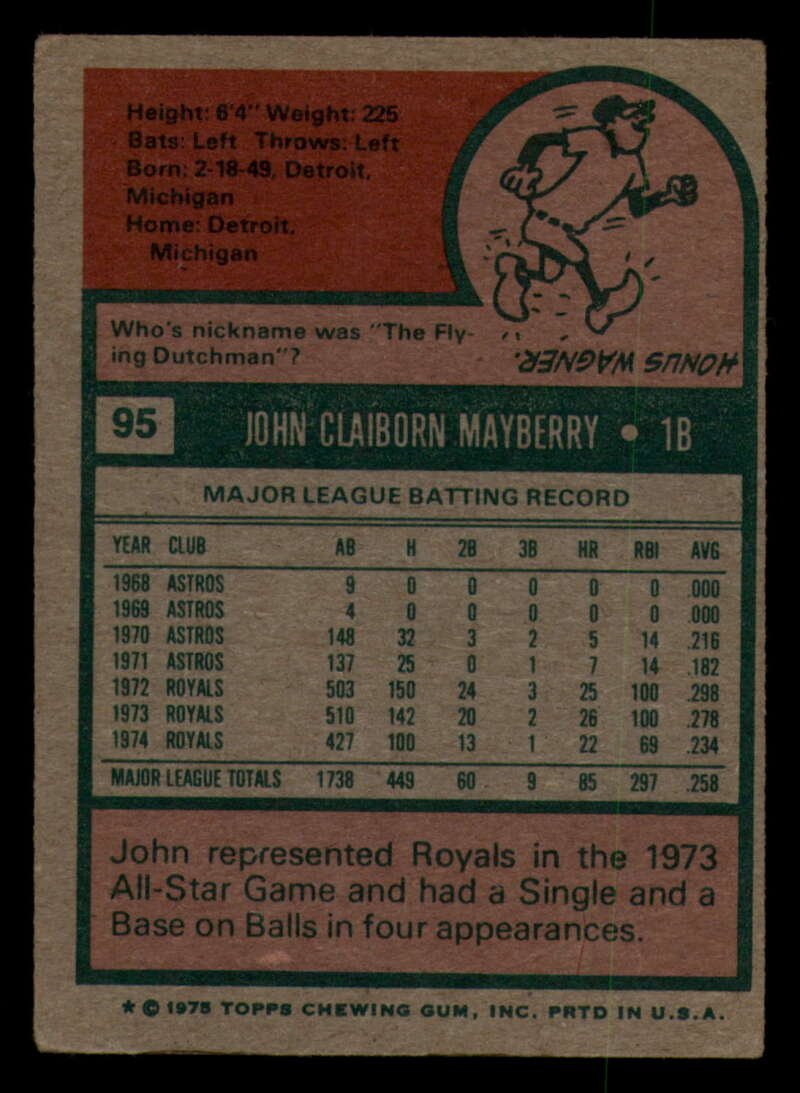 Height: 6'4" Weight: 225
Bats: Left Throws: Left
Born: 2-18-49, Detroit,
Michigan
Home: Detroit,
Michigan
Who's nickname was "The Fly-
ing Dutchman"?
HONUS WAGNER.
95 JOHN CLAIBORN MAYBERRY • 1B
MAJOR LEAGUE BATTING RECORD
YEAR CLUB AB H 2B 3B HR RBI AVG
1968 ASTROS 9 0 0 0 0 0 .000
1969 ASTROS 4 0 0 0 0 0 .000
1970 ASTROS 148 32 3 2 5 14 .216
1971 ASTROS 137 25 0 1 7 14 .182
1972 ROYALS 503 150 24 3 25 100 .298
1973 ROYALS 510 142 20 2 26 100 .278
1974 ROYALS 427 100 13 1 22 69 .234
MAJOR LEAGUE TOTALS 1738 449 60 9 85 297 .258
John represented Royals in the 1973
All-Star Game and had a Single and a
Base on Balls in four appearances.
* © 1975 TOPPS CHEWING GUM, INC. PRTD IN U.S.A.